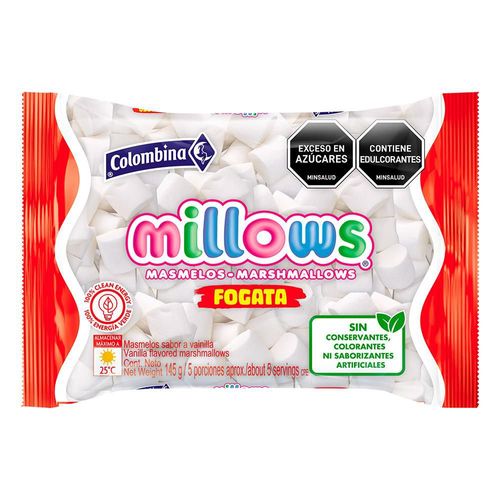 Colombina
®
EXCESO EN
AZÚCARES
MINSALUD
CONTIENE
EDULCORANTES
MINSALUD
millows®
MASMELOS - MARSHMALLOWS
FOGATA
100% CLEAN ENERGY
100% ENERGÍA VERDE
ALMACENAR
MÁXIMO A
25°C
Masmelos sabor a vainilla
Vanilla flavored marshmallows
Cont. Neto
Net Weight 145 g / 5 porciones aprox./about 5 servings
SIN
CONSERVANTES,
COLORANTES
NI SABORIZANTES
ARTIFICIALES